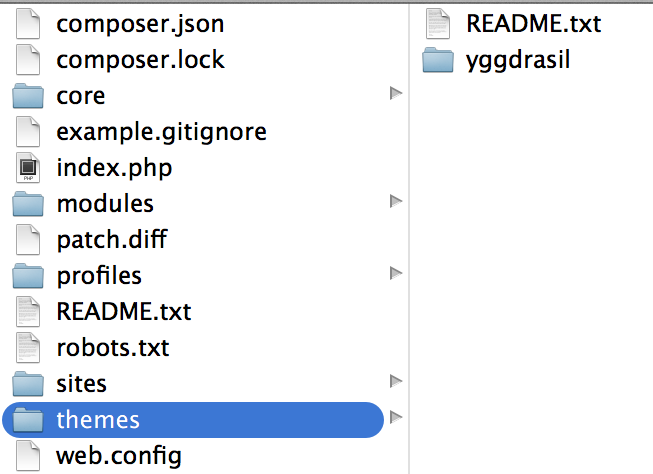 composer.json
composer.lock
core
example.gitignore
index.php
modules
patch.diff
profiles
README.txt
robots.txt
sites
themes
web.config
README.txt
yggdrasil